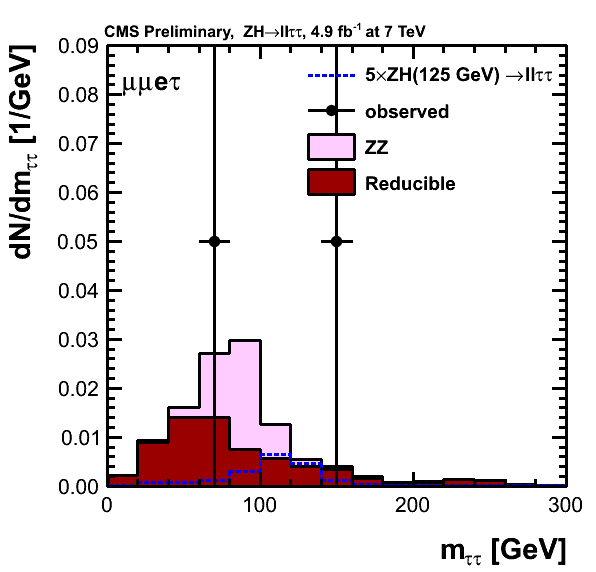 CMS Preliminary, ZH→llττ, 4.9 fb⁻¹ at 7 TeV
dN/dm_ττ [1/GeV]
0.09
0.08
0.07
0.06
0.05
0.04
0.03
0.02
0.01
0.00
μμeτ
5×ZH(125 GeV) →llττ
observed
ZZ
Reducible
0 100 200 300
m_ττ [GeV]